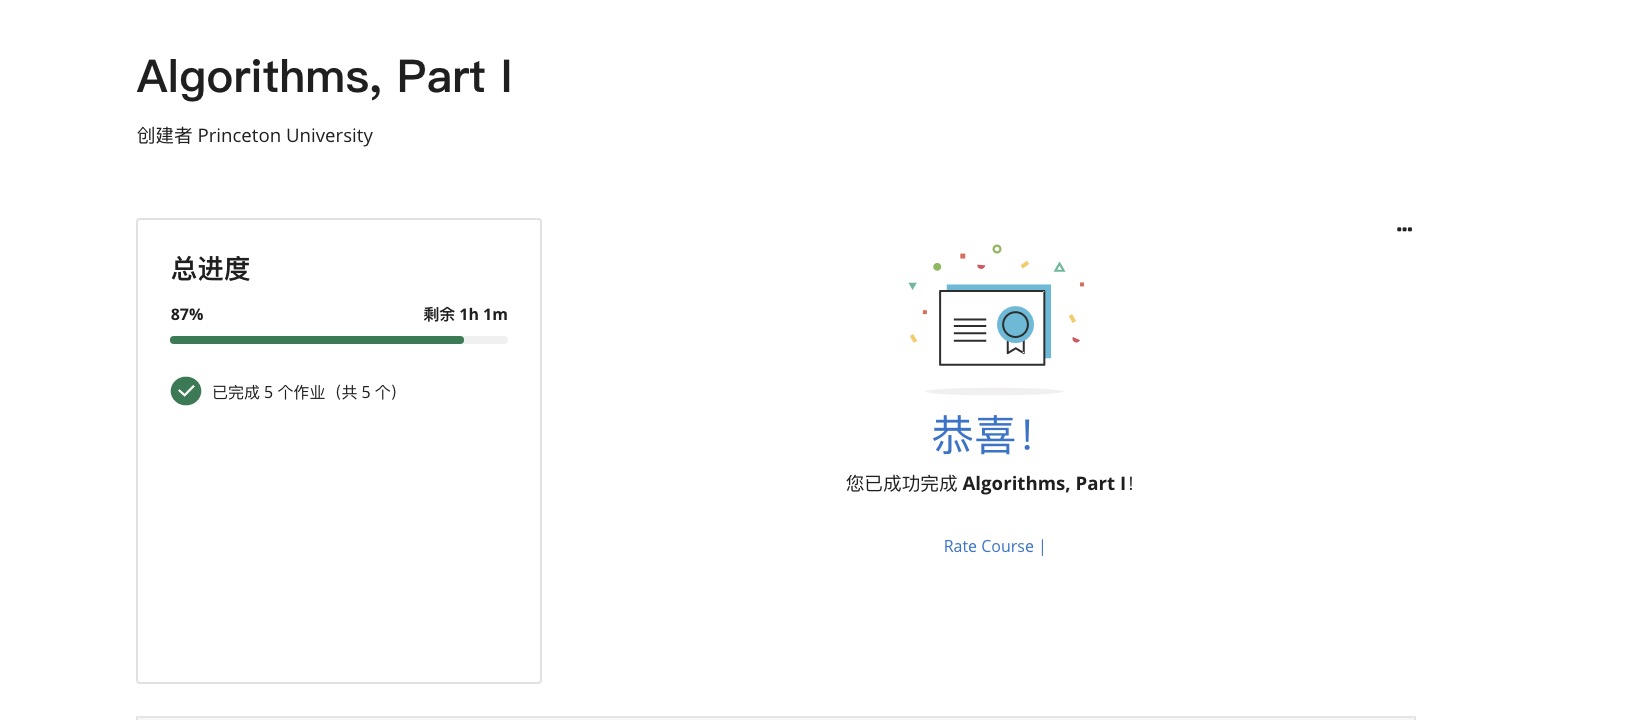 Algorithms, Part I
创建者 Princeton University
总进度
87% 剩余 1h 1m
已完成 5 个作业（共 5 个）
恭喜！
您已成功完成 Algorithms, Part I！
Rate Course |